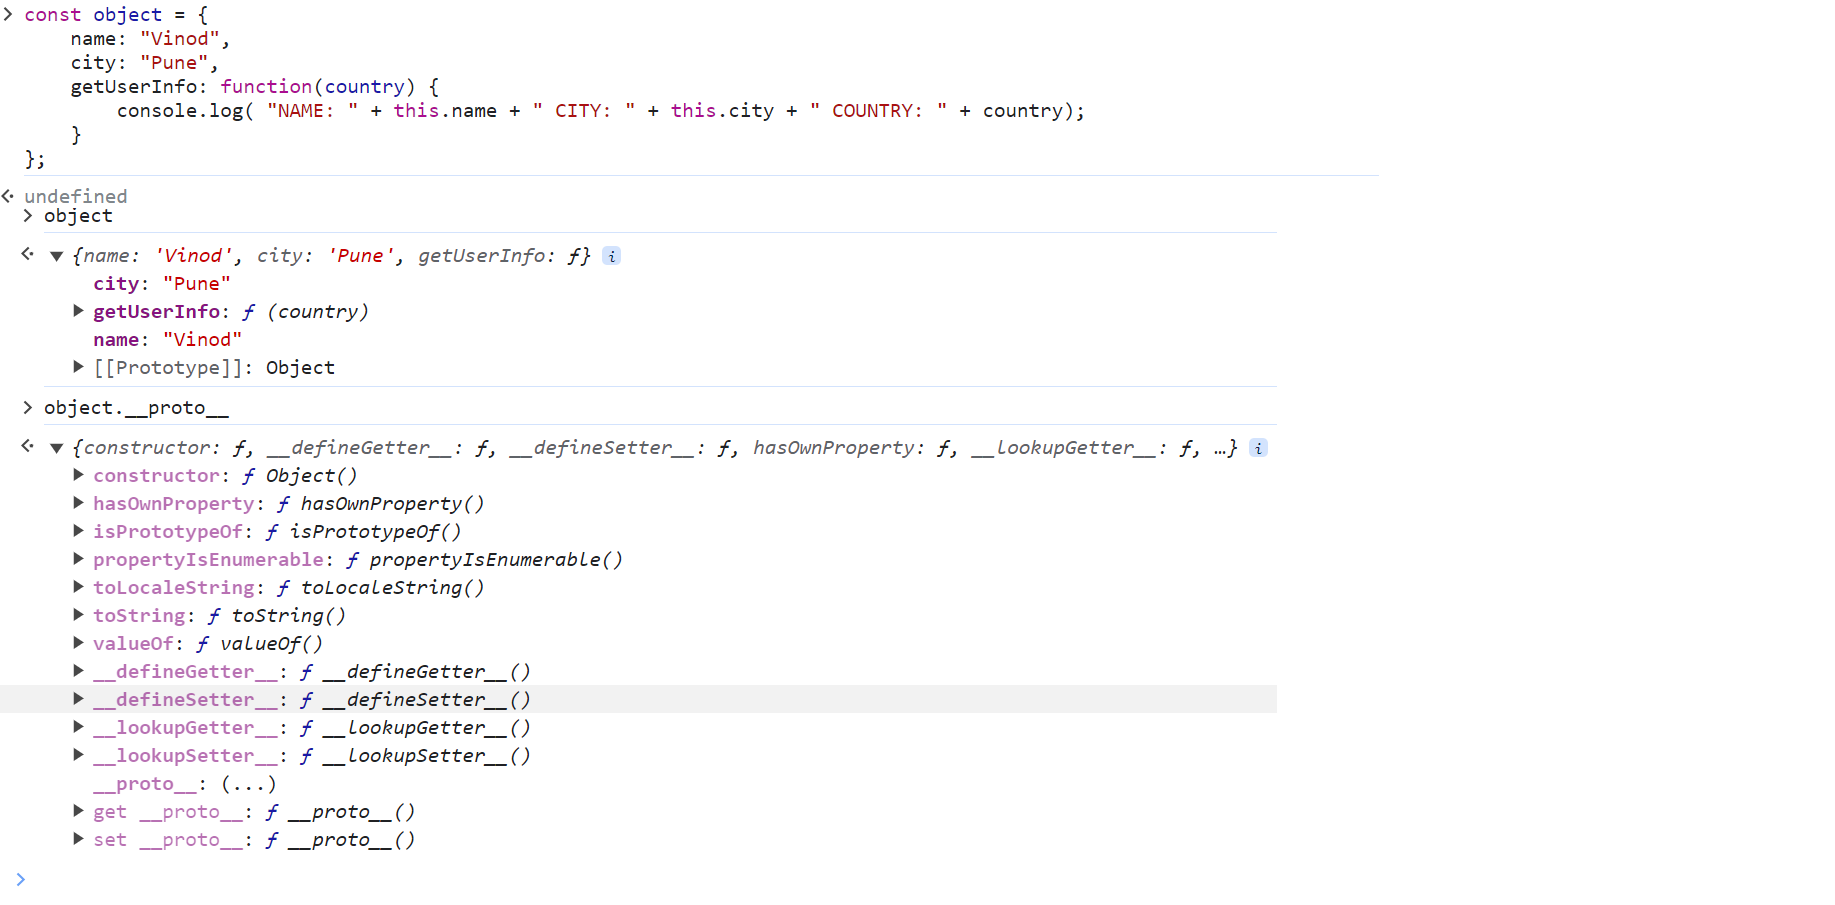 > const object = {
    name: "Vinod",
    city: "Pune",
    getUserInfo: function(country) {
        console.log( "NAME: " + this.name + " CITY: " + this.city + " COUNTRY: " + country);
    }
};
undefined
> object
▼ {name: 'Vinod', city: 'Pune', getUserInfo: ƒ} i
city: "Pune"
▶ getUserInfo: ƒ (country)
name: "Vinod"
▶ [[Prototype]]: Object
> object.__proto__
▼ {constructor: ƒ, __defineGetter__: ƒ, __defineSetter__: ƒ, hasOwnProperty: ƒ, __lookupGetter__: ƒ, …} i
▶ constructor: ƒ Object()
▶ hasOwnProperty: ƒ hasOwnProperty()
▶ isPrototypeOf: ƒ isPrototypeOf()
▶ propertyIsEnumerable: ƒ propertyIsEnumerable()
▶ toLocaleString: ƒ toLocaleString()
▶ toString: ƒ toString()
▶ valueOf: ƒ valueOf()
▶ __defineGetter__: ƒ __defineGetter__()
▶ __defineSetter__: ƒ __defineSetter__()
▶ __lookupGetter__: ƒ __lookupGetter__()
▶ __lookupSetter__: ƒ __lookupSetter__()
__proto__: (...)
▶ get __proto__: ƒ __proto__()
▶ set __proto__: ƒ __proto__()
>